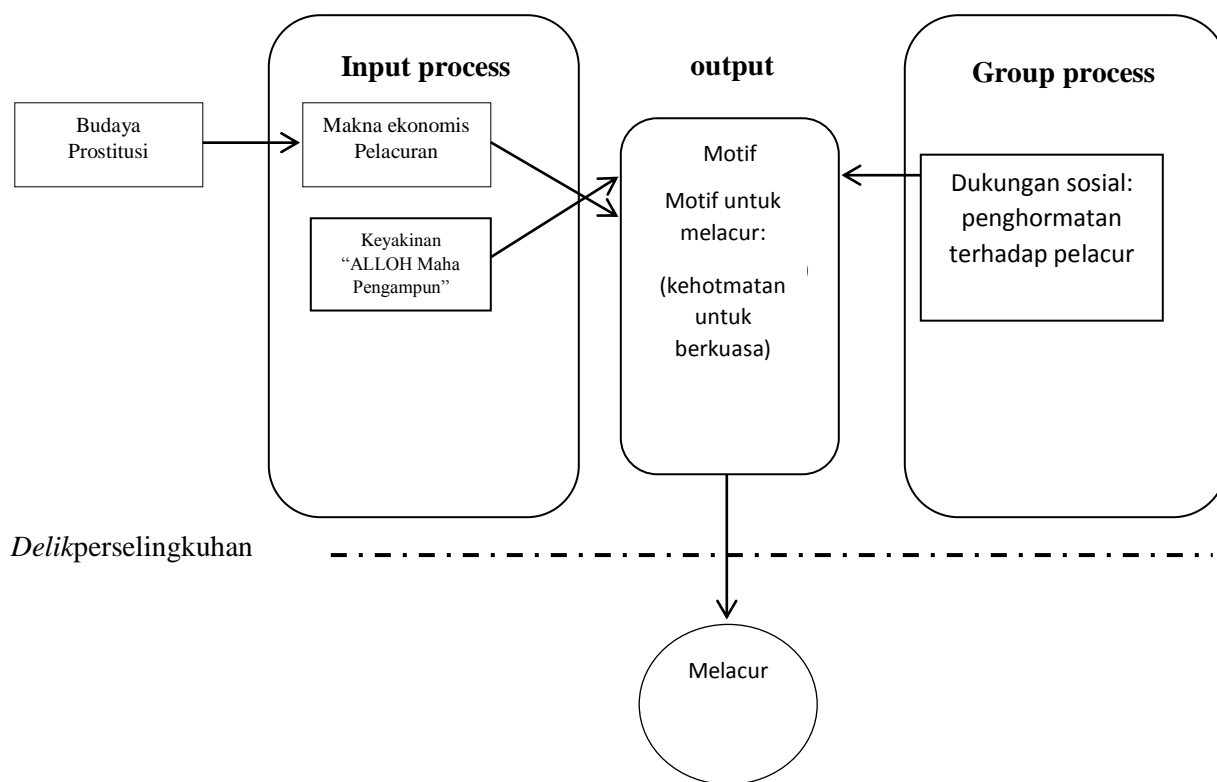 Input process
output
Group process
Budaya
Prostitusi
Makna ekonomis
Pelacuran
Keyakinan
“ALLOH Maha
Pengampun”
Motif
Motif untuk
melacur:
(kehotmatan
untuk
berkuasa)
Dukungan sosial:
penghormatan
terhadap pelacur
Delikperselingkuhan
Melacur